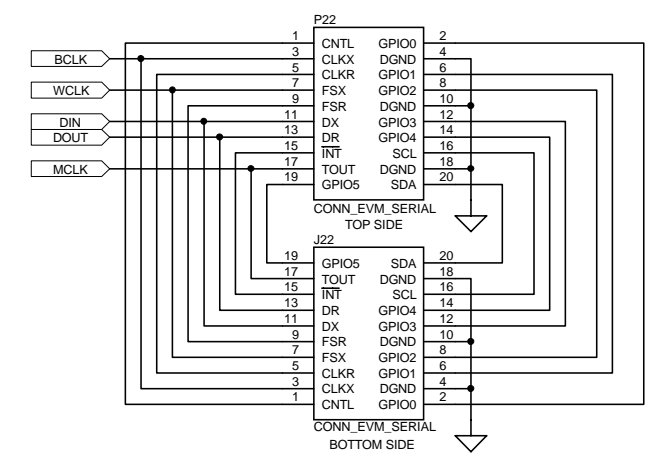 P22
1 CNTL GPIO0 2
BCLK 3 CLKX DGND 4
5 CLKR GPIO1 6
WCLK 7 FSX GPIO2 8
9 FSR DGND 10
DIN 11 DX GPIO3 12
DOUT 13 DR GPIO4 14
15 INT SCL 16
MCLK 17 TOUT DGND 18
19 GPIO5 SDA 20
CONN_EVM_SERIAL
TOP SIDE
J22
19 GPIO5 SDA 20
17 TOUT DGND 18
15 INT SCL 16
13 DR GPIO4 14
11 DX GPIO3 12
9 FSR DGND 10
7 FSX GPIO2 8
5 CLKR GPIO1 6
3 CLKX DGND 4
1 CNTL GPIO0 2
CONN_EVM_SERIAL
BOTTOM SIDE